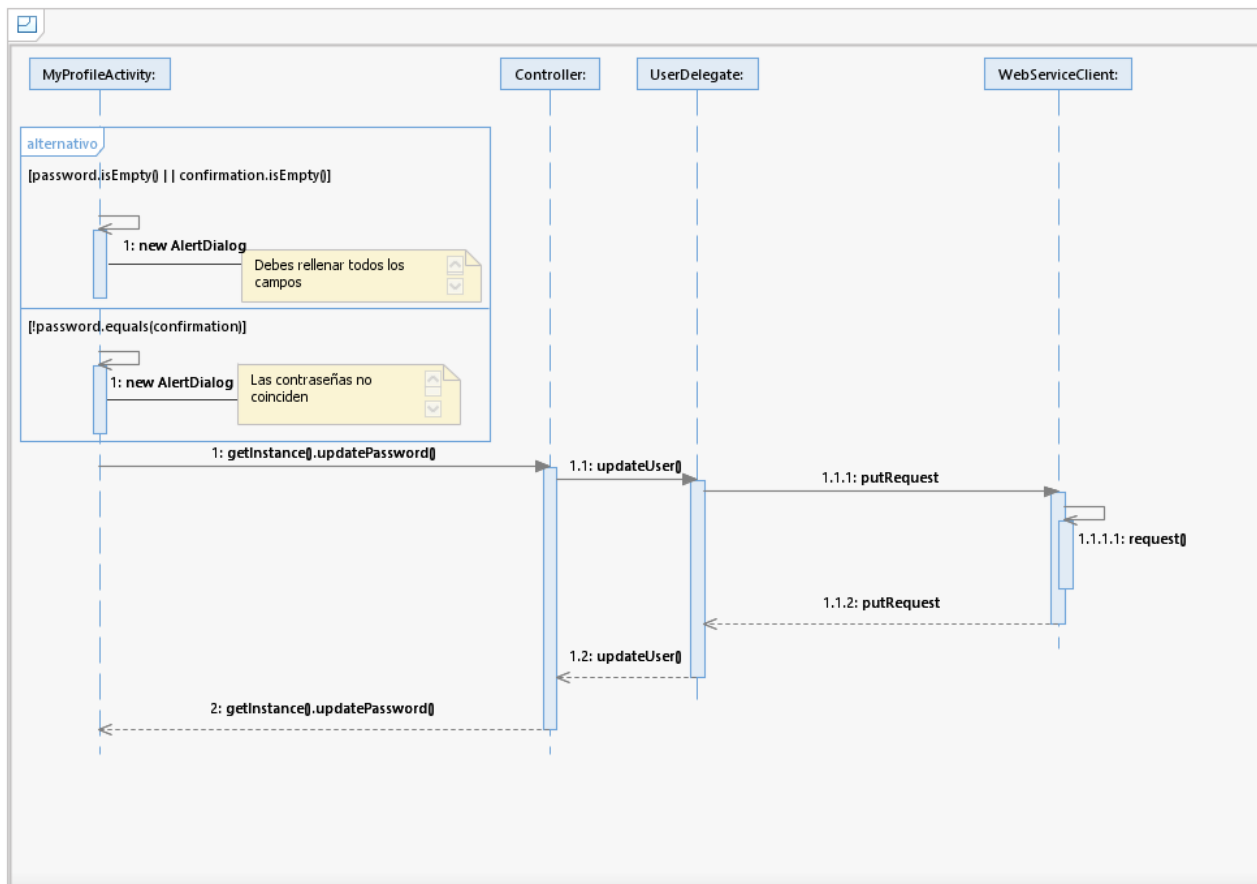 MyProfileActivity:
Controller:
UserDelegate:
WebServiceClient:
alternativo
[password.isEmpty() || confirmation.isEmpty()]
1: new AlertDialog
Debes rellenar todos los
campos
[!password.equals(confirmation)]
1: new AlertDialog
Las contraseñas no
coinciden
1: getInstance().updatePassword()
1.1: updateUser()
1.1.1: putRequest
1.1.1.1: request()
1.1.2: putRequest
1.2: updateUser()
2: getInstance().updatePassword()